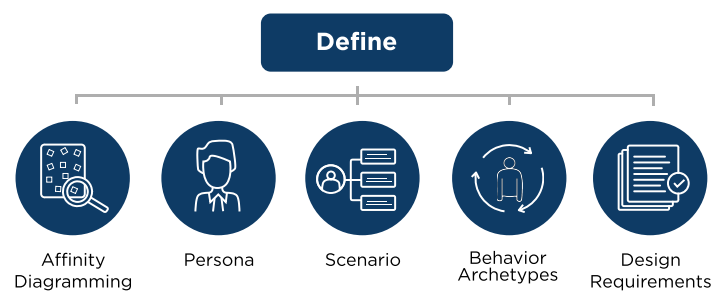 Define
Affinity
Diagramming
Persona
Scenario
Behavior
Archetypes
Design
Requirements